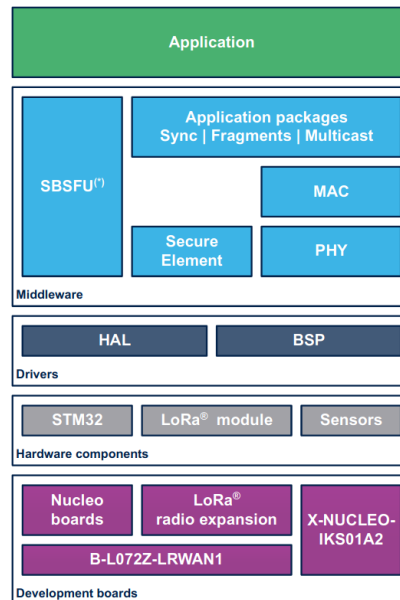 Application
Application packages
Sync | Fragments | Multicast
SBSFU(*)
MAC
Secure
Element
PHY
Middleware
HAL
BSP
Drivers
STM32
LoRa® module
Sensors
Hardware components
Nucleo
boards
LoRa®
radio expansion
X-NUCLEO-
IKS01A2
B-L072Z-LRWAN1
Development boards